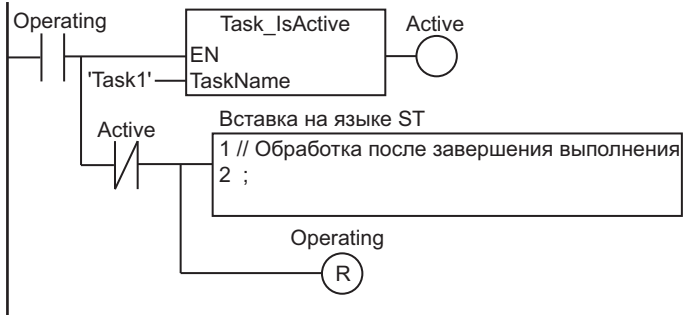 Operating
Task_IsActive
Active
EN
'Task1'
TaskName
Active
Вставка на языке ST
1 // Обработка после завершения выполнения
2 ;
Operating
R